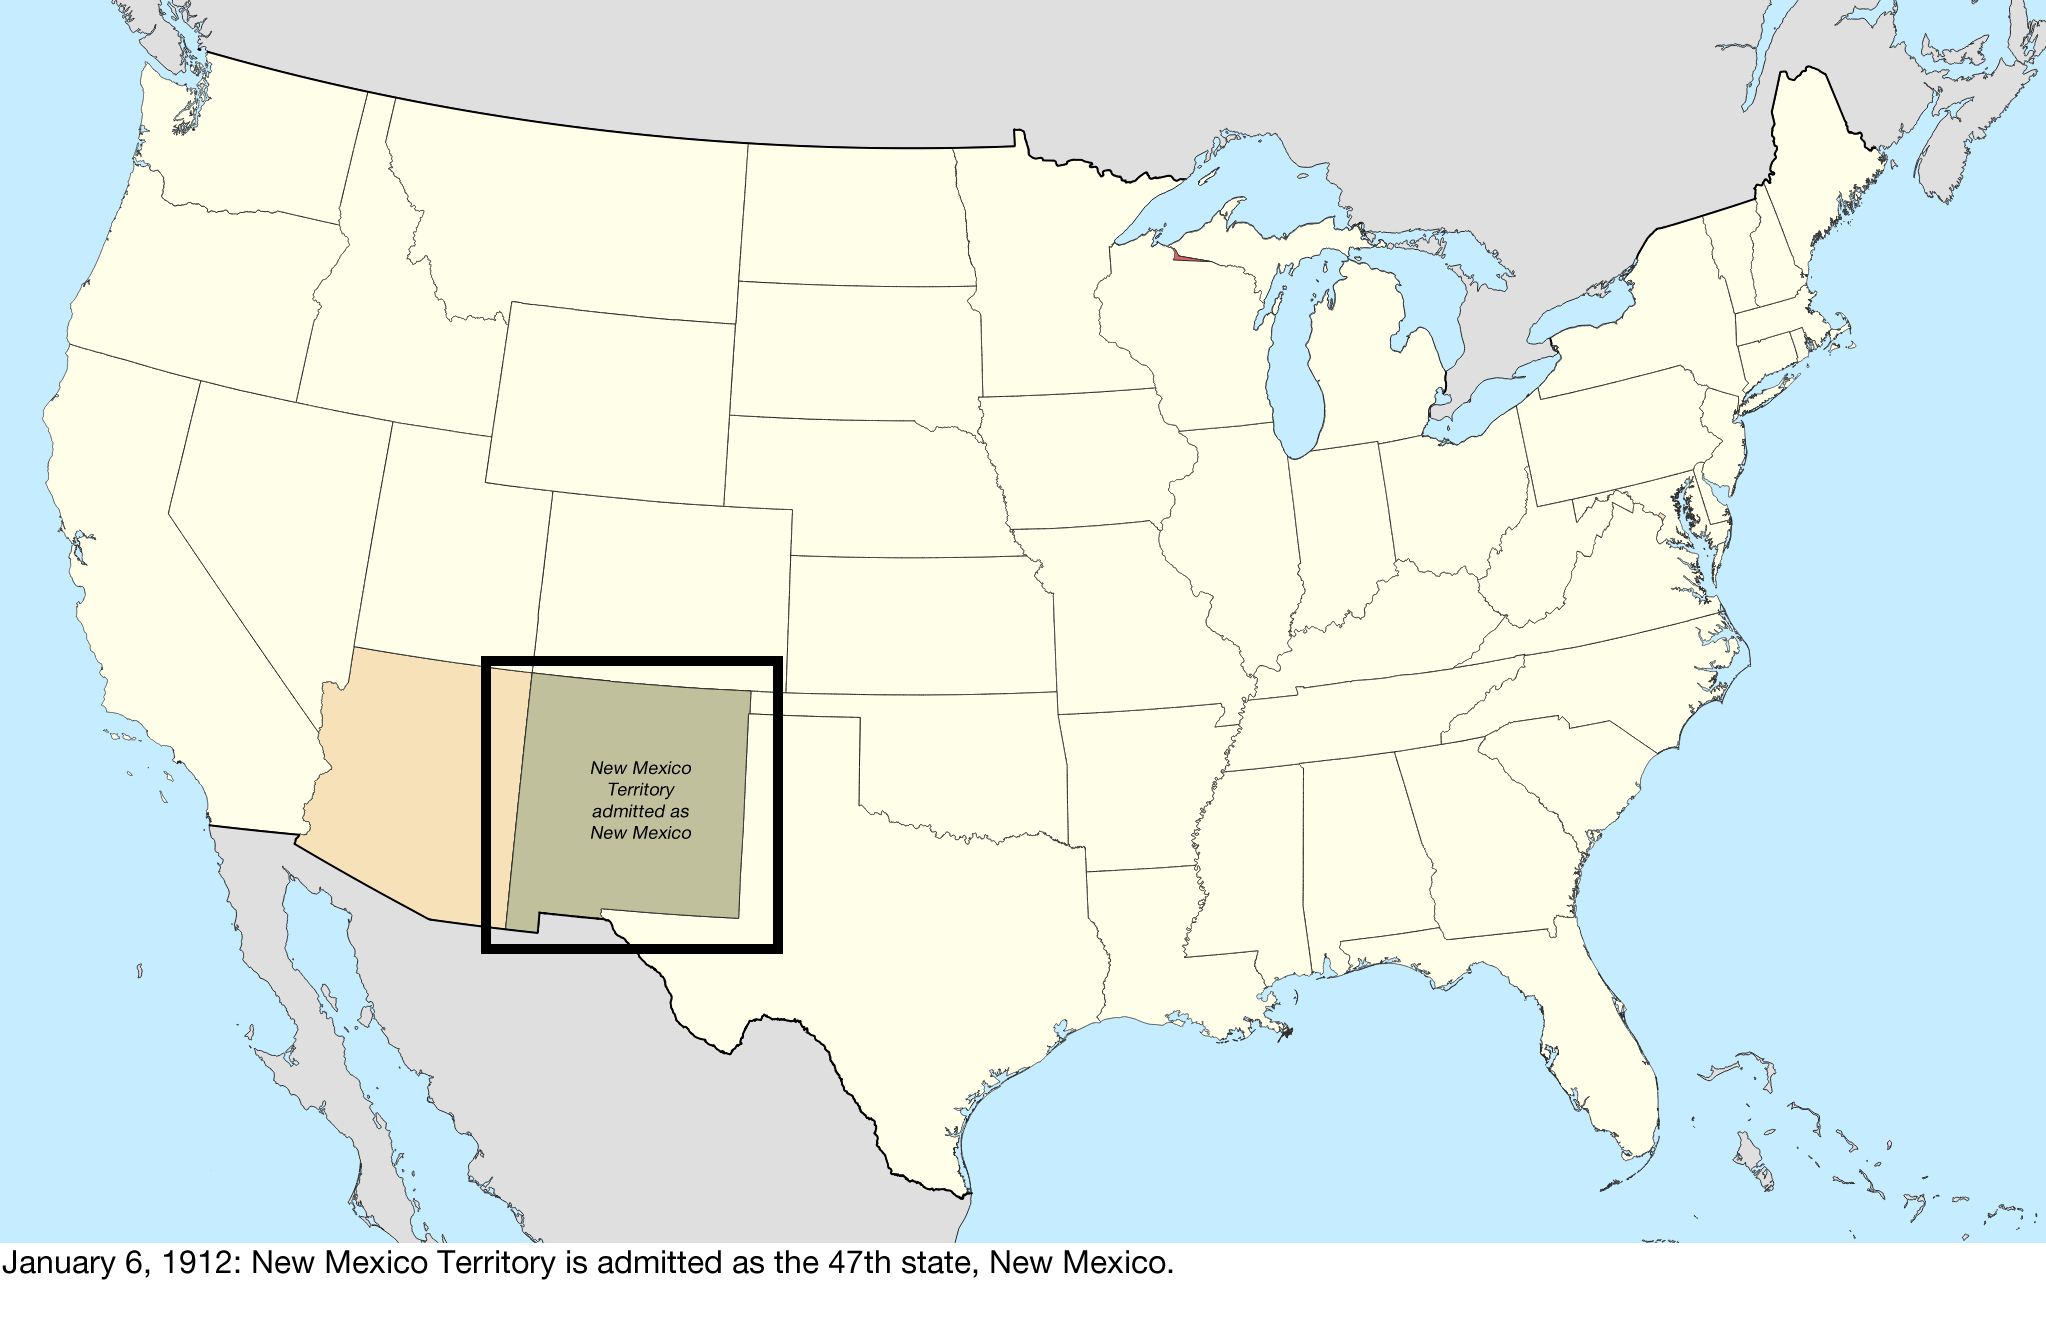 New Mexico
Territory
admitted as
New Mexico
January 6, 1912: New Mexico Territory is admitted as the 47th state, New Mexico.